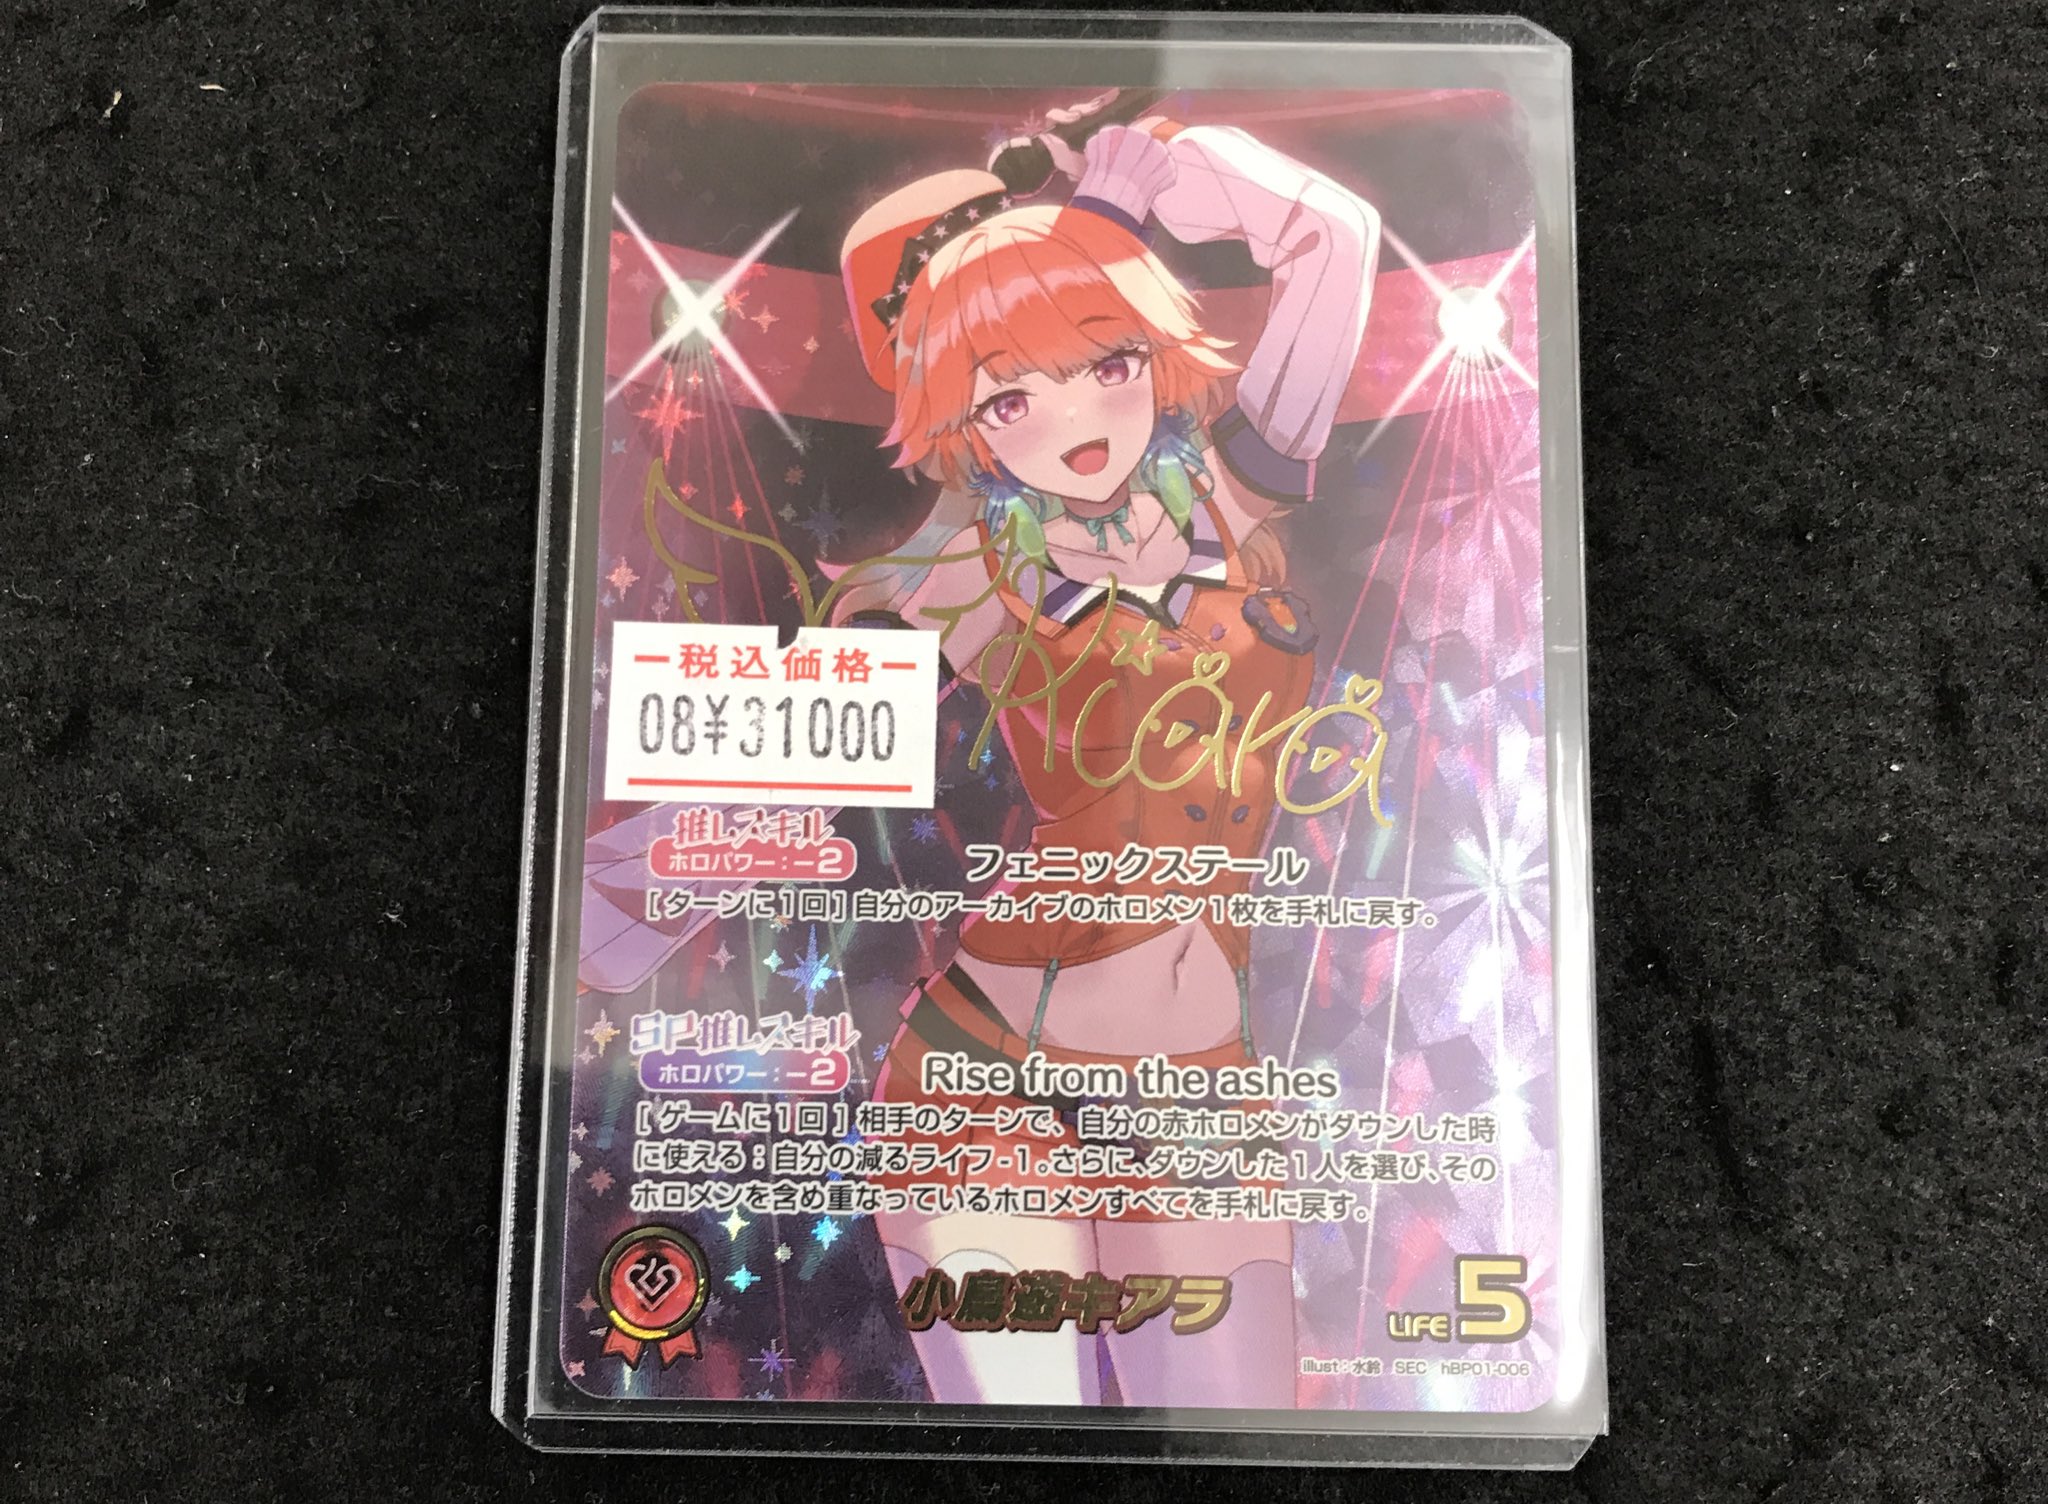 Kiara
税込価格
08¥31000
推しスキル
ホロパワー：−2
フェニックステール
[ターンに1回]自分のアーカイブのホロメン1枚を手札に戻す。
SP推しスキル
ホロパワー：−2
Rise from the ashes
[ゲームに1回]相手のターンで、自分の赤ホロメンがダウンした時
に使える：自分の減るライフ-1。さらに、ダウンした1人を選び、その
ホロメンを含め重なっているホロメンすべてを手札に戻す。
小鳥遊キアラ
LIFE 5
illust：水鈴 SEC hBP01-006